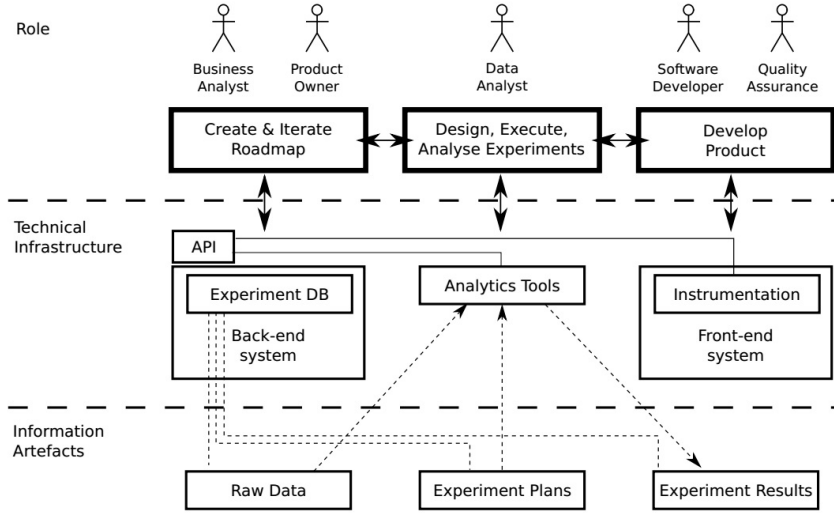 Role
Business
Analyst
Product
Owner
Data
Analyst
Software
Developer
Quality
Assurance
Create & Iterate
Roadmap
Design, Execute,
Analyse Experiments
Develop
Product
Technical
Infrastructure
API
Experiment DB
Back-end
system
Analytics Tools
Instrumentation
Front-end
system
Information
Artefacts
Raw Data
Experiment Plans
Experiment Results